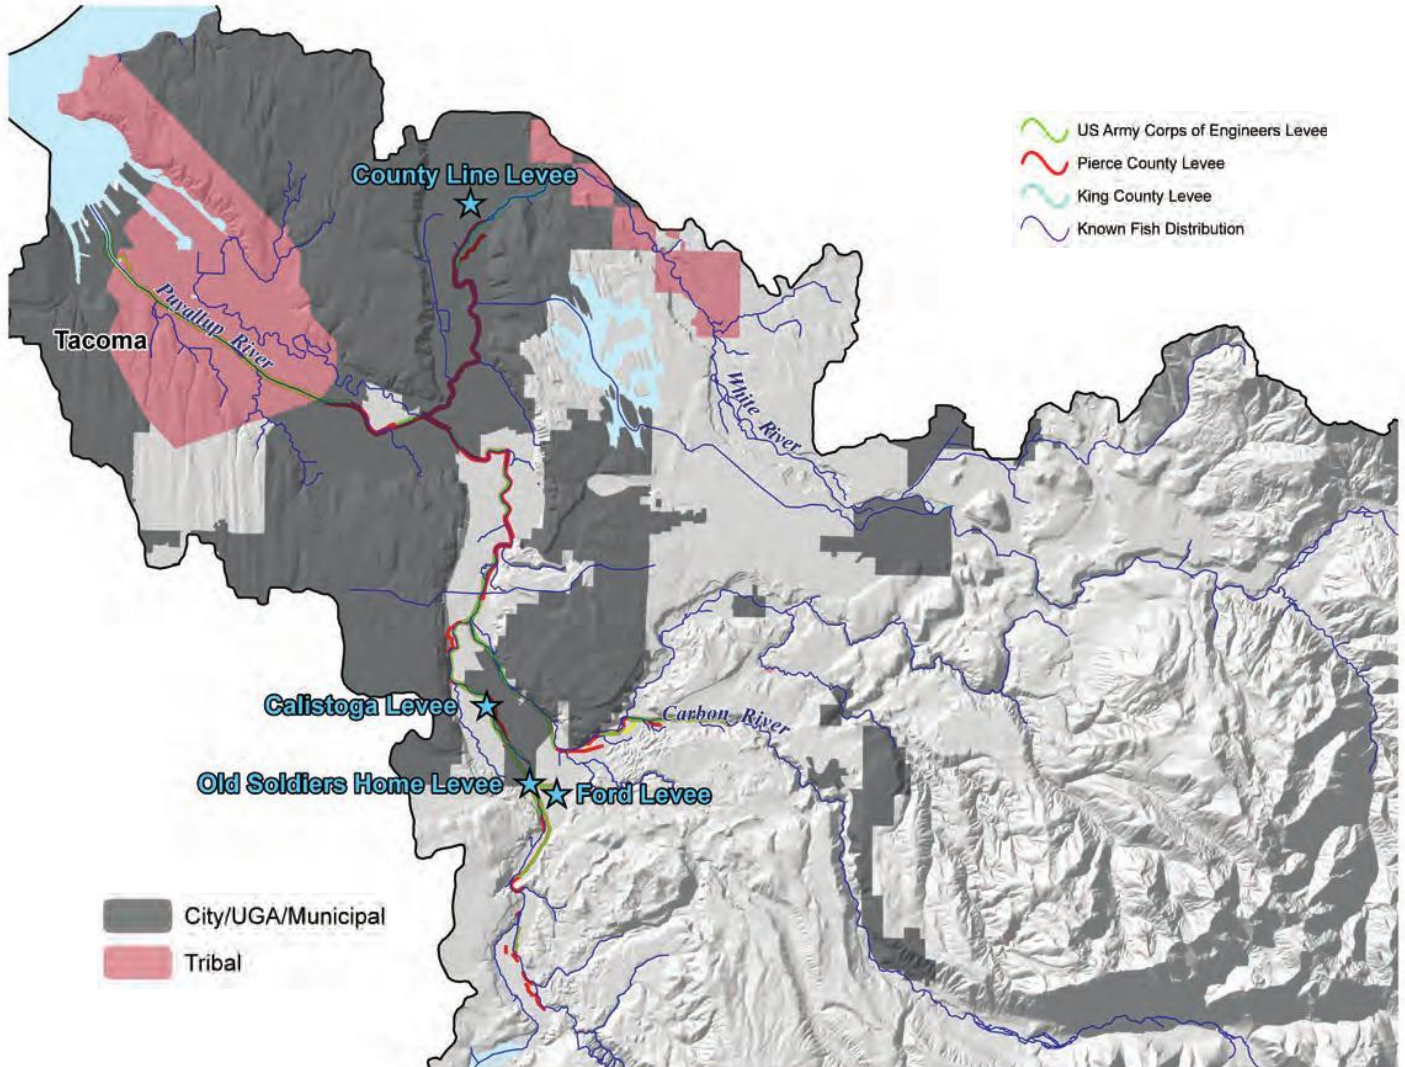 US Army Corps of Engineers Levee
Pierce County Levee
King County Levee
Known Fish Distribution
County Line Levee
Puyallup River
Tacoma
White River
Calistoga Levee
Carbon River
Old Soldiers Home Levee
Ford Levee
City/UGA/Municipal
Tribal